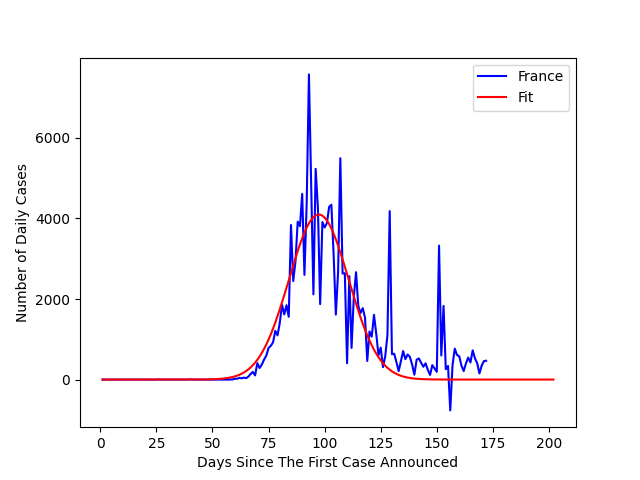 France
Fit
6000
4000
2000
0
Number of Daily Cases
0 25 50 75 100 125 150 175 200
Days Since The First Case Announced